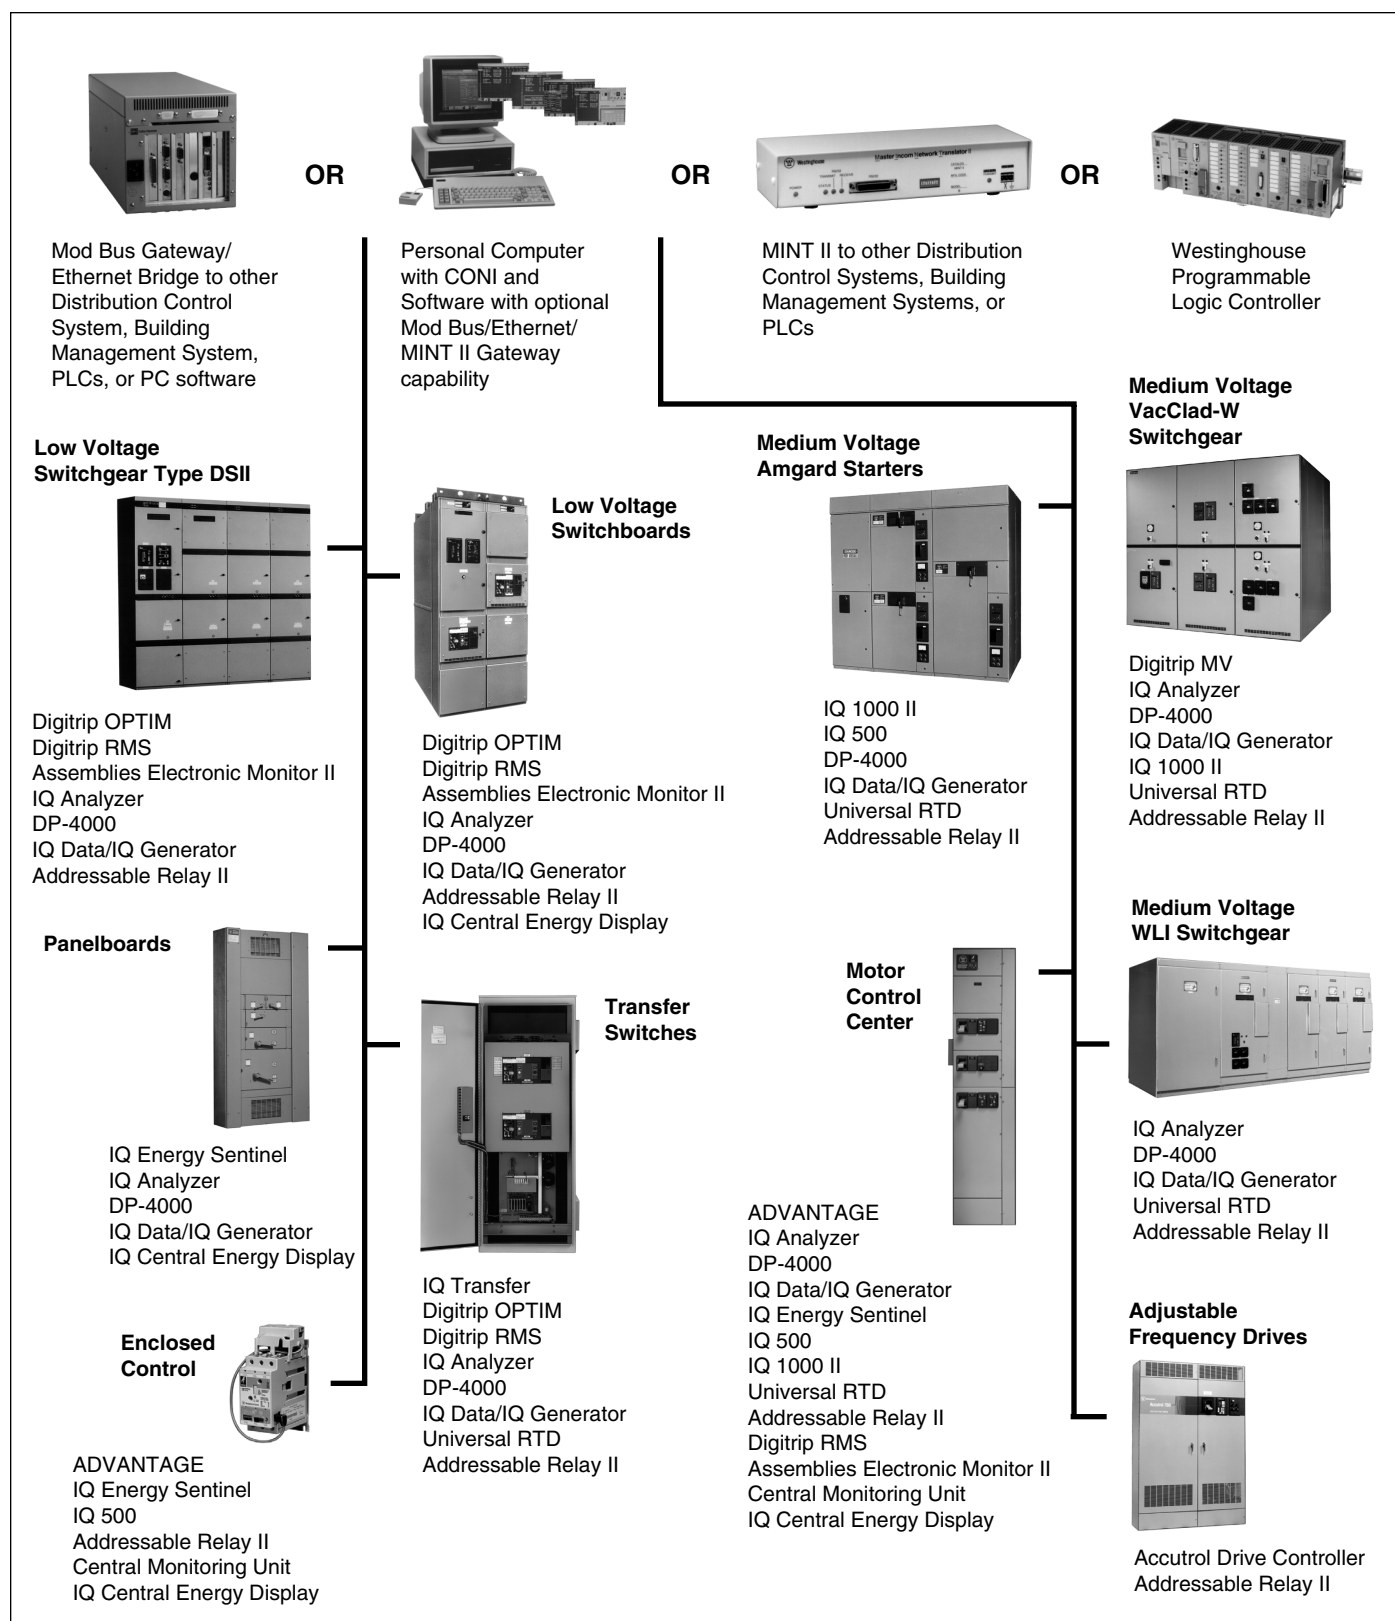 OR
OR
OR
Westinghouse
Master Incom Network Translator II
POWER
STATUS
Mod Bus Gateway/
Ethernet Bridge to other
Distribution Control
System, Building
Management System,
PLCs, or PC software
Personal Computer
with CONI and
Software with optional
Mod Bus/Ethernet/
MINT II Gateway
capability
MINT II to other Distribution
Control Systems, Building
Management Systems, or
PLCs
Westinghouse
Programmable
Logic Controller
Low Voltage
Switchgear Type DSII
Digitrip OPTIM
Digitrip RMS
Assemblies Electronic Monitor II
IQ Analyzer
DP-4000
IQ Data/IQ Generator
Addressable Relay II
Low Voltage
Switchboards
Digitrip OPTIM
Digitrip RMS
Assemblies Electronic Monitor II
IQ Analyzer
DP-4000
IQ Data/IQ Generator
Addressable Relay II
IQ Central Energy Display
Medium Voltage
Amgard Starters
IQ 1000 II
IQ 500
DP-4000
IQ Data/IQ Generator
Universal RTD
Addressable Relay II
Medium Voltage
VacClad-W
Switchgear
Digitrip MV
IQ Analyzer
DP-4000
IQ Data/IQ Generator
IQ 1000 II
Universal RTD
Addressable Relay II
Panelboards
IQ Energy Sentinel
IQ Analyzer
DP-4000
IQ Data/IQ Generator
IQ Central Energy Display
Transfer
Switches
IQ Transfer
Digitrip OPTIM
Digitrip RMS
IQ Analyzer
DP-4000
IQ Data/IQ Generator
Universal RTD
Addressable Relay II
Motor
Control
Center
ADVANTAGE
IQ Analyzer
DP-4000
IQ Data/IQ Generator
IQ Energy Sentinel
IQ 500
IQ 1000 II
Universal RTD
Addressable Relay II
Digitrip RMS
Assemblies Electronic Monitor II
Central Monitoring Unit
IQ Central Energy Display
Medium Voltage
WLI Switchgear
IQ Analyzer
DP-4000
IQ Data/IQ Generator
Universal RTD
Addressable Relay II
Enclosed
Control
ADVANTAGE
IQ Energy Sentinel
IQ 500
Addressable Relay II
Central Monitoring Unit
IQ Central Energy Display
Adjustable
Frequency Drives
Accutrol Drive Controller
Addressable Relay II